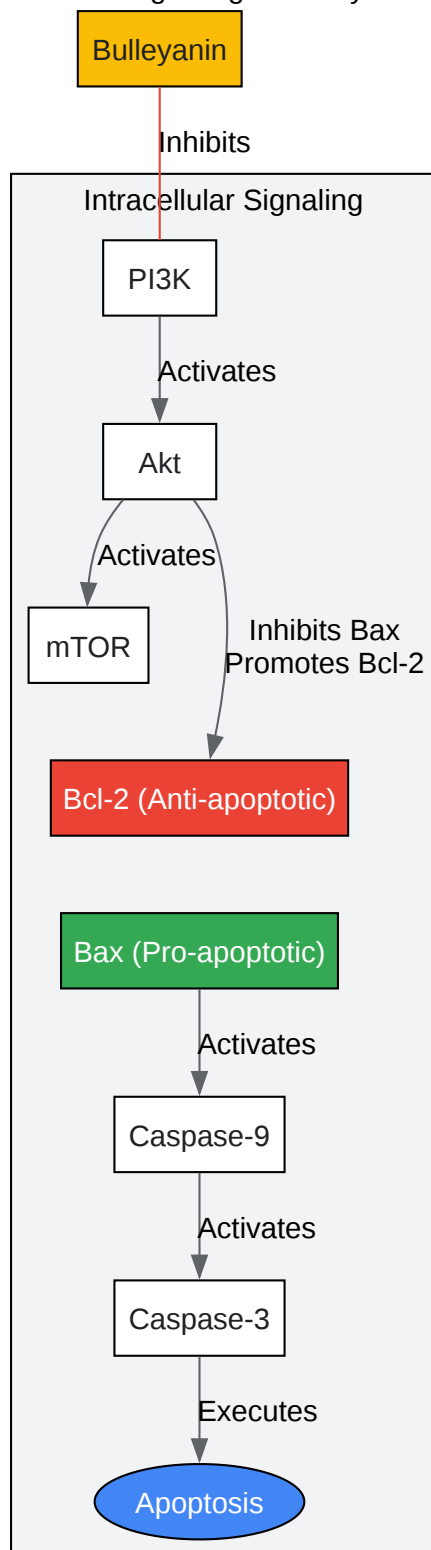 Bulleyanin
Inhibits
Intracellular Signaling
PI3K
Activates
Akt
Activates
mTOR
Inhibits Bax
Promotes Bcl-2
Bcl-2 (Anti-apoptotic)
Bax (Pro-apoptotic)
Activates
Caspase-9
Activates
Caspase-3
Executes
Apoptosis